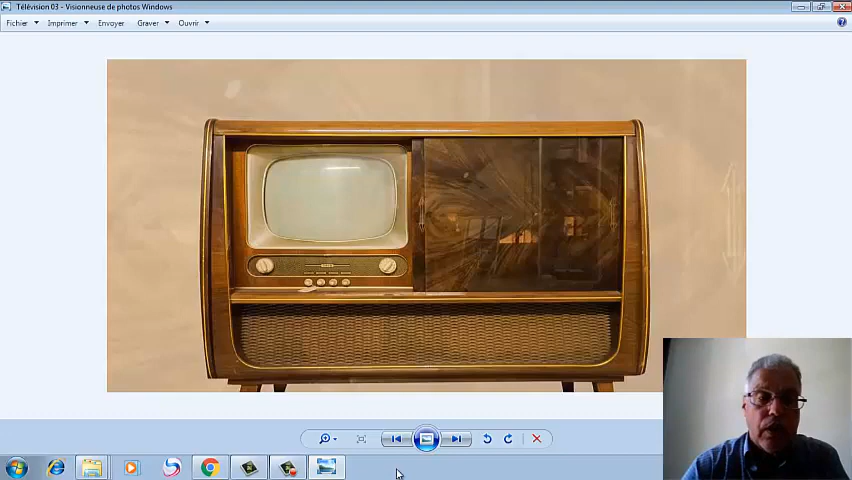 Télévision 03 - Visionneuse de photos Windows
Fichier Imprimer Envoyer Graver Ouvrir